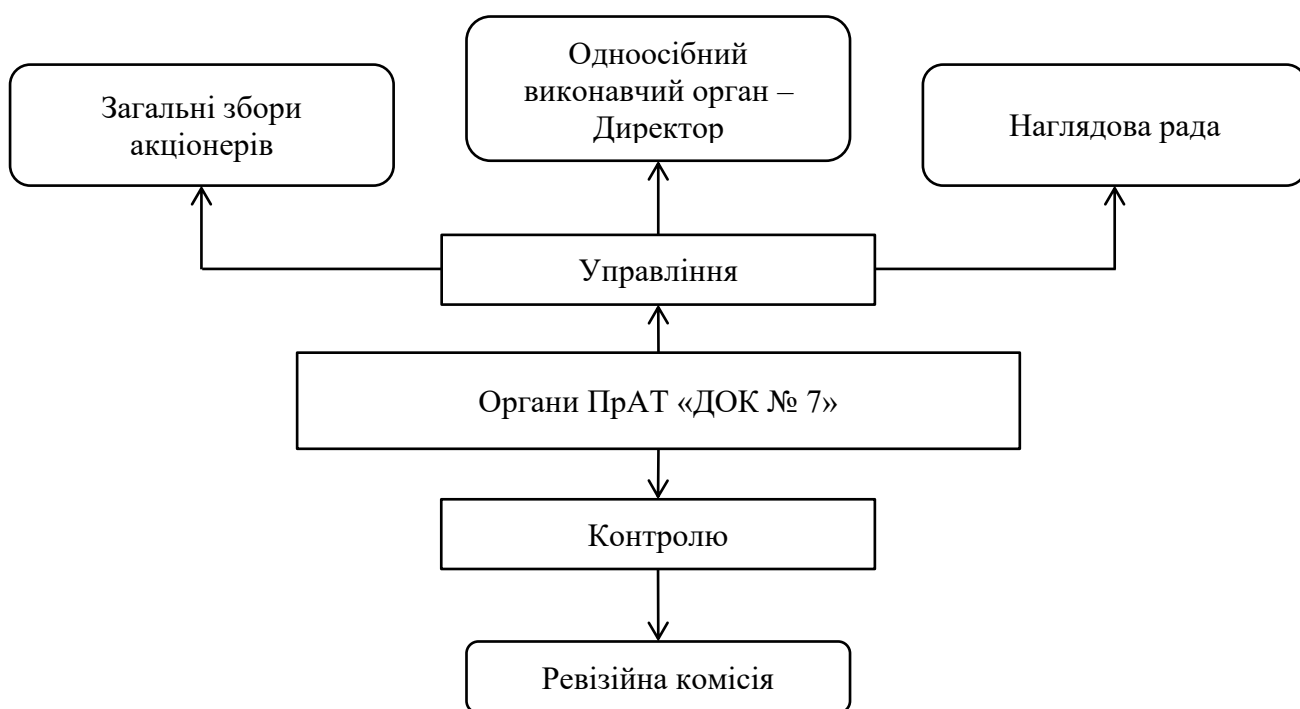 Одноосібний
виконавчий орган –
Директор
Загальні збори
акціонерів
Наглядова рада
Управління
Органи ПрАТ «ДОК № 7»
Контролю
Ревізійна комісія